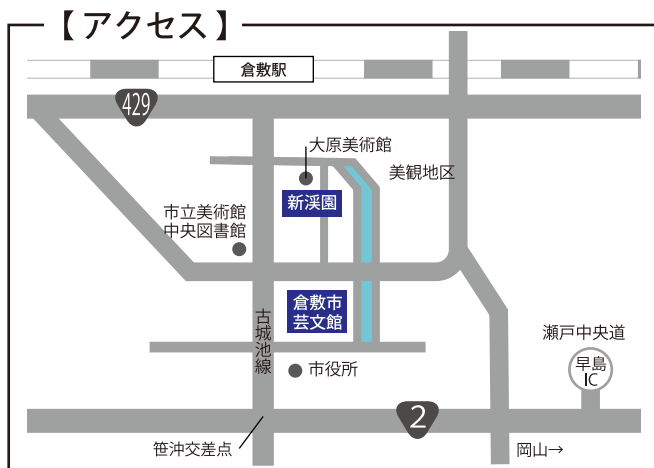 【アクセス】
倉敷駅
429
大原美術館
美観地区
新渓園
市立美術館
中央図書館
倉敷市
芸文館
古城池線
瀬戸中央道
早島
IC
市役所
2
笹沖交差点
岡山→